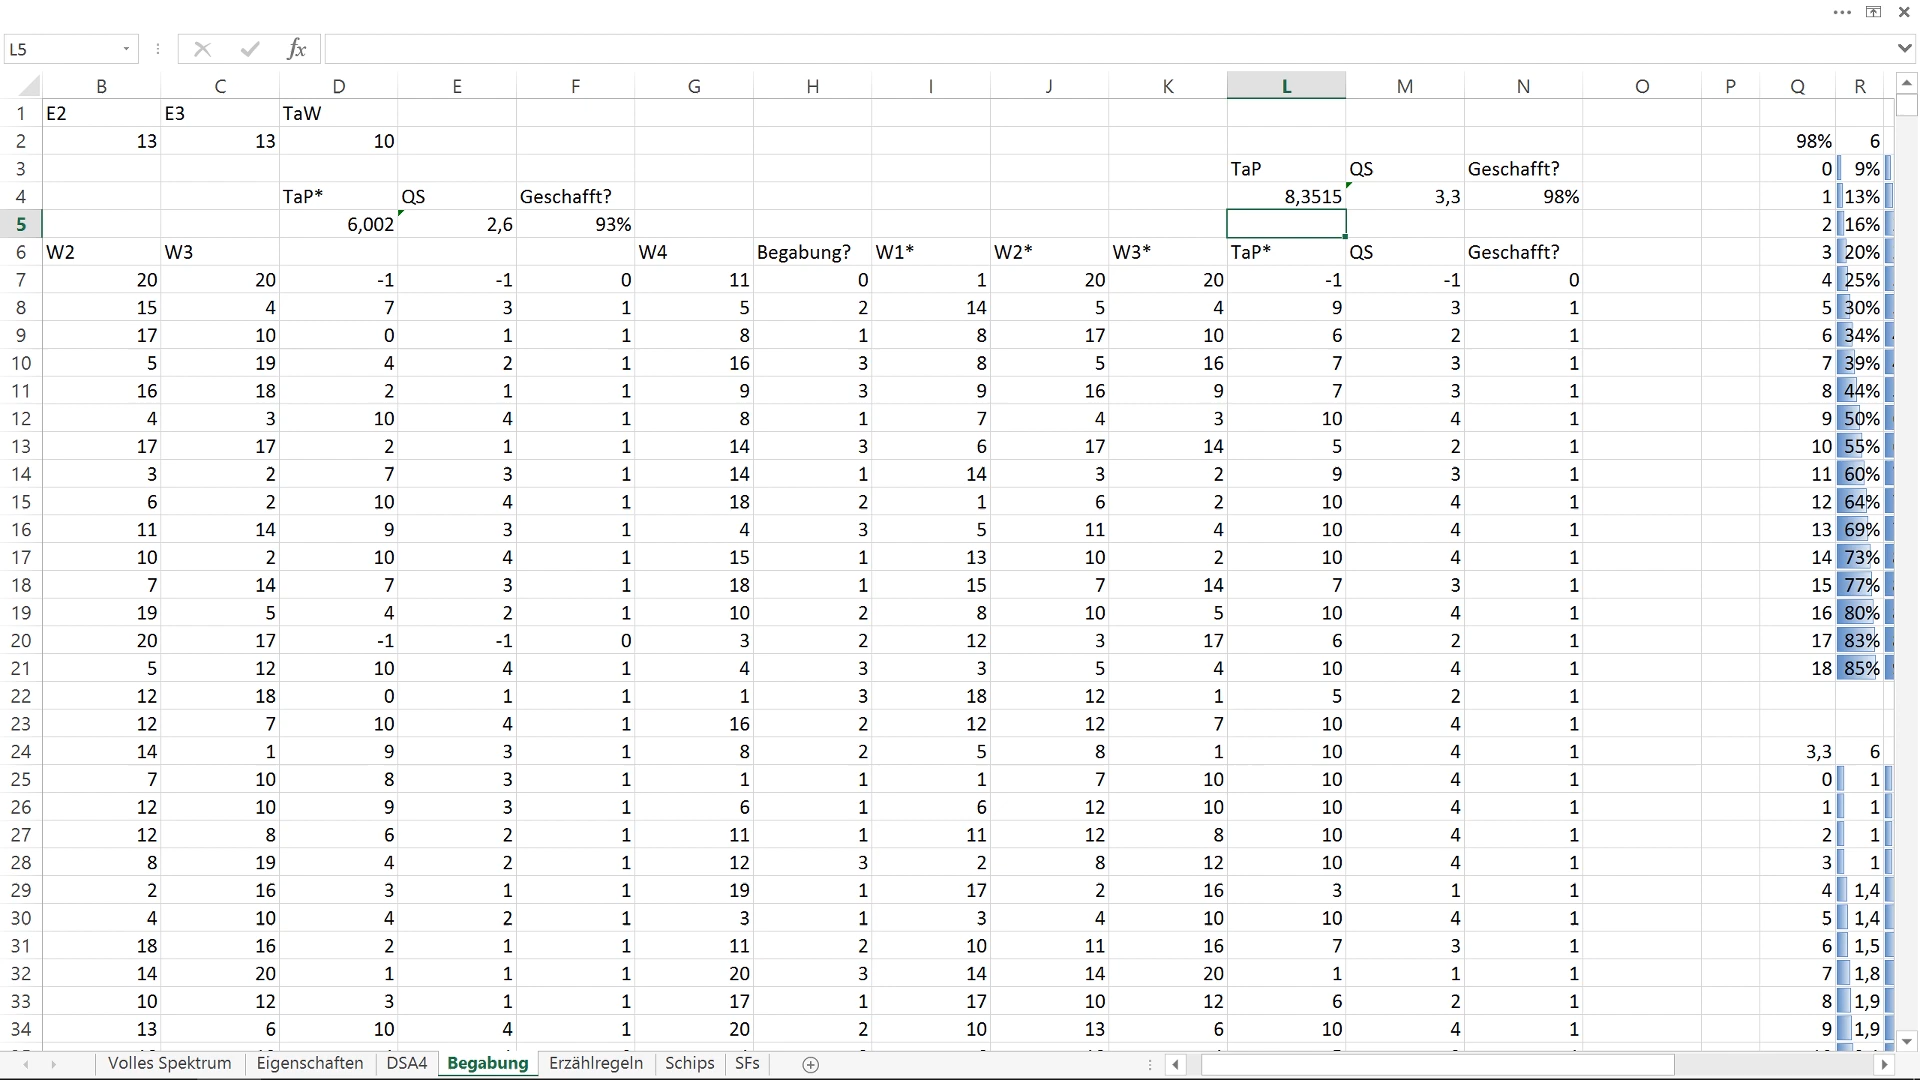 L5 fx
B C D E F G H I J K L M N O P Q R
1 E2 E3 TaW
2 13 13 10 98% 6
3 TaP QS Geschafft? 0 9%
4 TaP* QS Geschafft? 8,3515 3,3 98% 1 13%
5 6,002 2,6 93% 2 16%
6 W2 W3 W4 Begabung? W1* W2* W3* TaP* QS Geschafft? 3 20%
7 20 20 -1 -1 0 11 0 1 20 20 -1 -1 0 4 25%
8 15 4 7 3 1 5 2 14 5 4 9 3 1 5 30%
9 17 10 0 1 1 8 1 8 17 10 6 2 1 6 34%
10 5 19 4 2 1 16 3 8 5 16 7 3 1 7 39%
11 16 18 2 1 1 9 3 9 16 9 7 3 1 8 44%
12 4 3 10 4 1 8 1 7 4 3 10 4 1 9 50%
13 17 17 2 1 1 14 3 6 17 14 5 2 1 10 55%
14 3 2 7 3 1 14 1 14 3 2 9 3 1 11 60%
15 6 2 10 4 1 18 2 1 6 2 10 4 1 12 64%
16 11 14 9 3 1 4 3 5 11 4 10 4 1 13 69%
17 10 2 10 4 1 15 1 13 10 2 10 4 1 14 73%
18 7 14 7 3 1 18 1 15 7 14 7 3 1 15 77%
19 19 5 4 2 1 10 2 8 10 5 10 4 1 16 80%
20 20 17 -1 -1 0 3 2 12 3 17 6 2 1 17 83%
21 5 12 10 4 1 4 3 3 5 4 10 4 1 18 85%
22 12 18 0 1 1 1 3 18 12 1 5 2 1
23 12 7 10 4 1 16 2 12 12 7 10 4 1
24 14 1 9 3 1 8 2 5 8 1 10 4 1 3,3 6
25 7 10 8 3 1 1 1 1 7 10 10 4 1 0 1
26 12 10 9 3 1 6 1 6 12 10 10 4 1 1 1
27 12 8 6 2 1 11 1 11 12 8 10 4 1 2 1
28 8 19 4 2 1 12 3 2 8 12 10 4 1 3 1
29 2 16 3 1 1 19 1 17 2 16 3 1 1 4 1,4
30 4 10 4 2 1 3 1 3 4 10 10 4 1 5 1,4
31 18 16 2 1 1 11 2 10 11 16 7 3 1 6 1,5
32 14 20 1 1 1 20 3 14 14 20 1 1 1 7 1,8
33 10 12 3 1 1 17 1 17 10 12 6 2 1 8 1,9
34 13 6 10 4 1 20 2 10 13 6 10 4 1 9 1,9
Volles Spektrum Eigenschaften DSA4 Begabung Erzählregeln Schips SFs